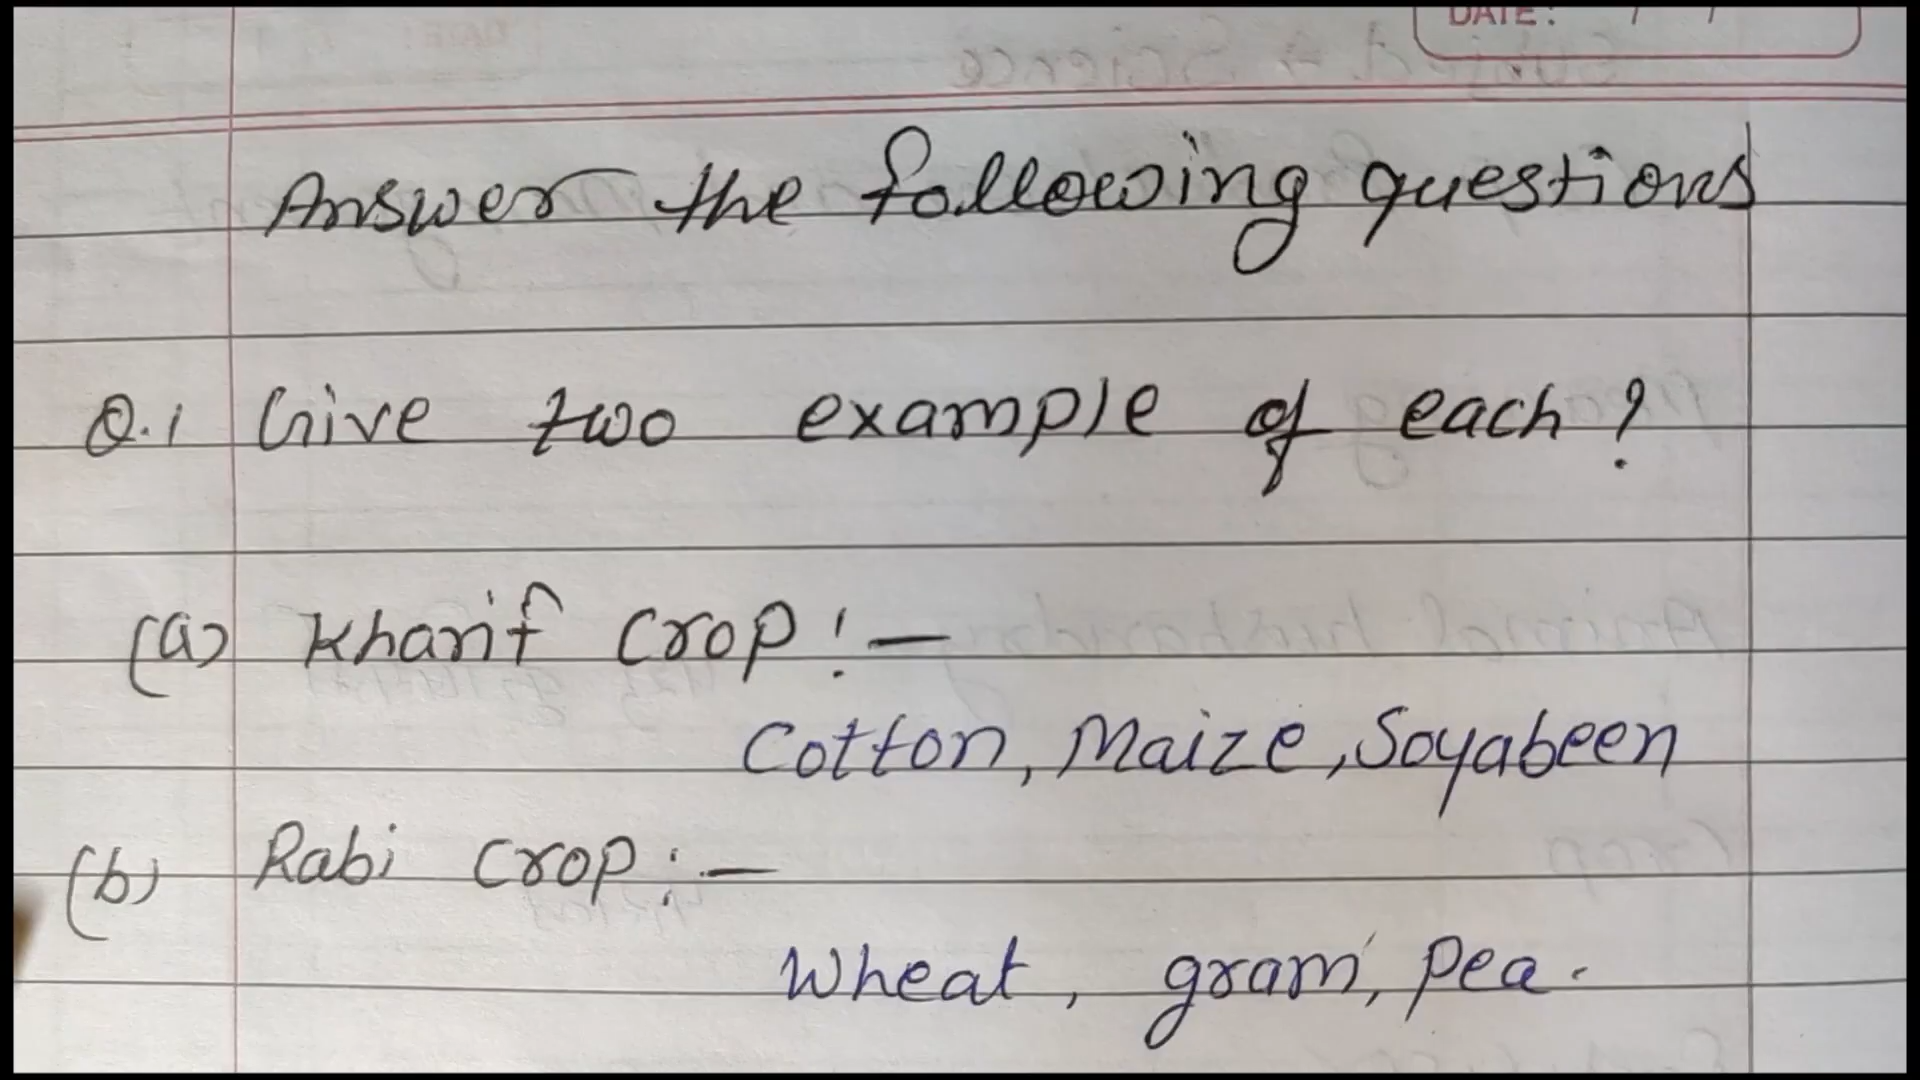 DATE: / /
Answer the following questions
Q.1 Give two example of each?
(a) Kharif Crop:-
Cotton, Maize, Soyabeen
(b) Rabi Crop:-
Wheat, gram, Pea.